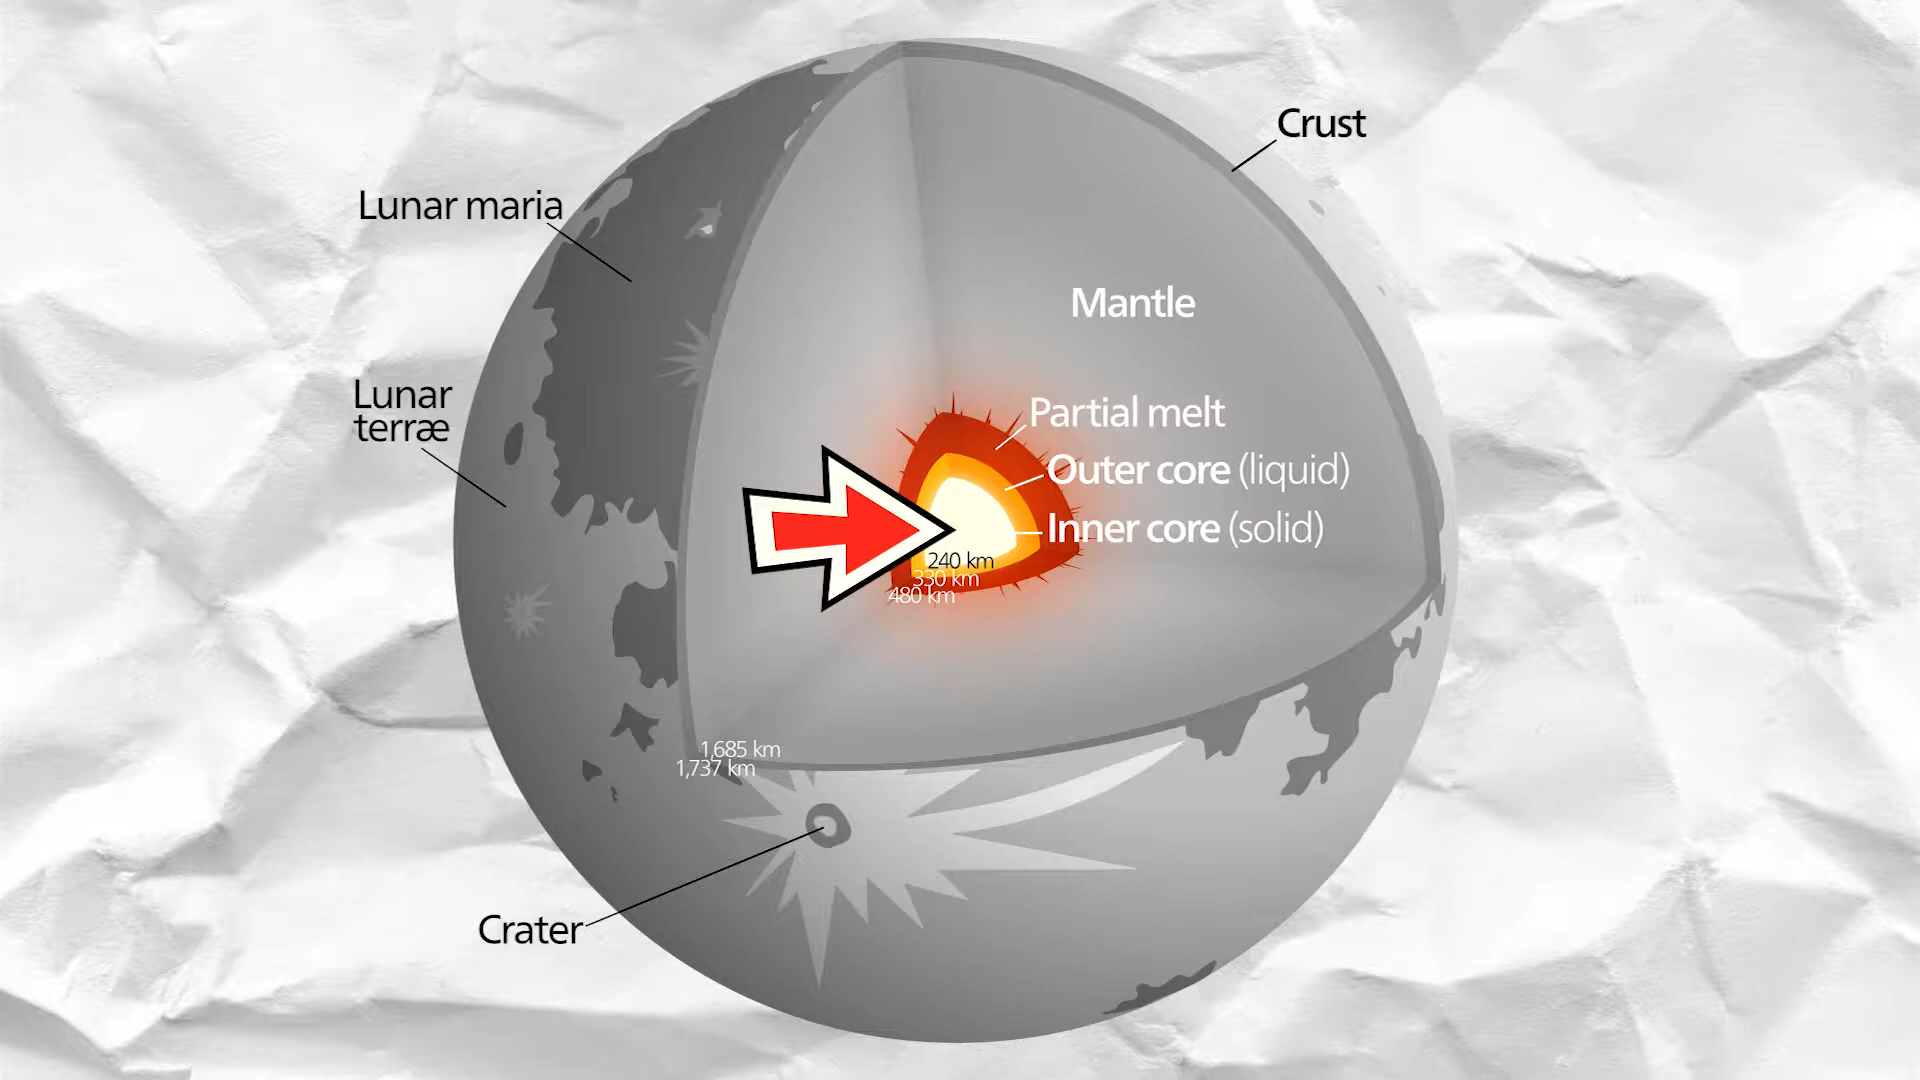 Crust
Lunar maria
Mantle
Lunar
terræ
Partial melt
Outer core (liquid)
Inner core (solid)
240 km
330 km
480 km
1,685 km
1,737 km
Crater